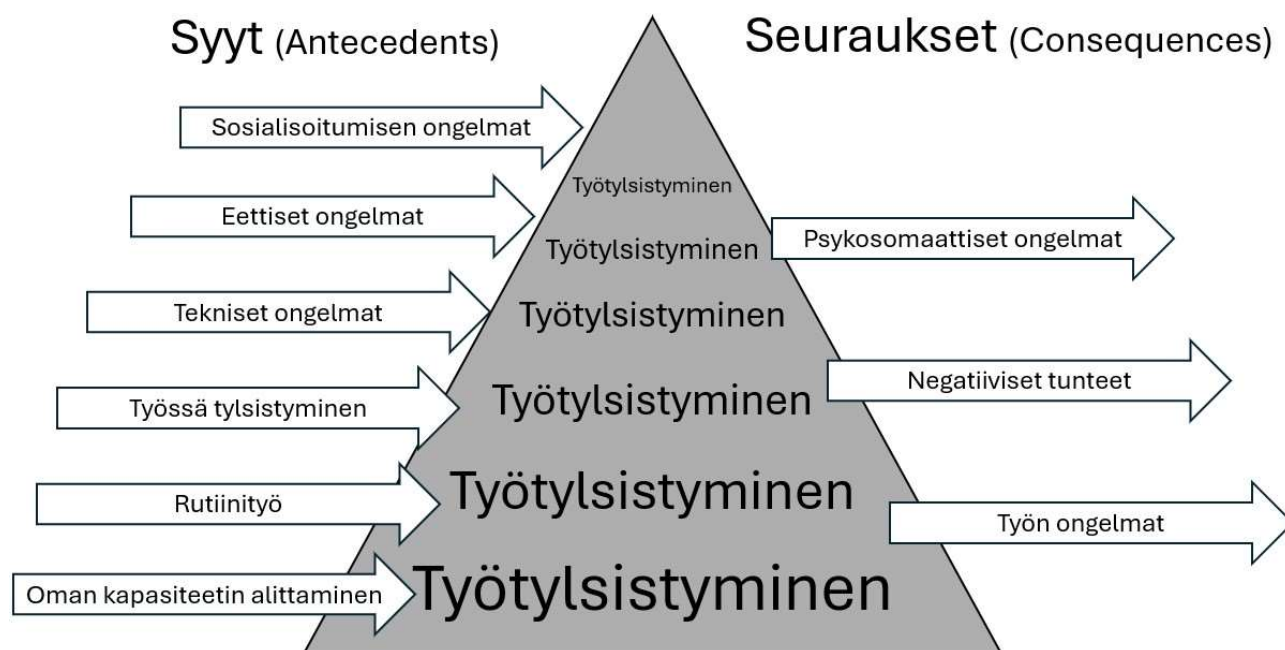 Syyt (Antecedents)
Seuraukset (Consequences)
Sosialisoitumisen ongelmat
Työtylsistyminen
Eettiset ongelmat
Työtylsistyminen
Psykosomaattiset ongelmat
Tekniset ongelmat
Työtylsistyminen
Työssä tylsistyminen
Työtylsistyminen
Negatiiviset tunteet
Rutiinityö
Työtylsistyminen
Työn ongelmat
Oman kapasiteetin alittaminen
Työtylsistyminen